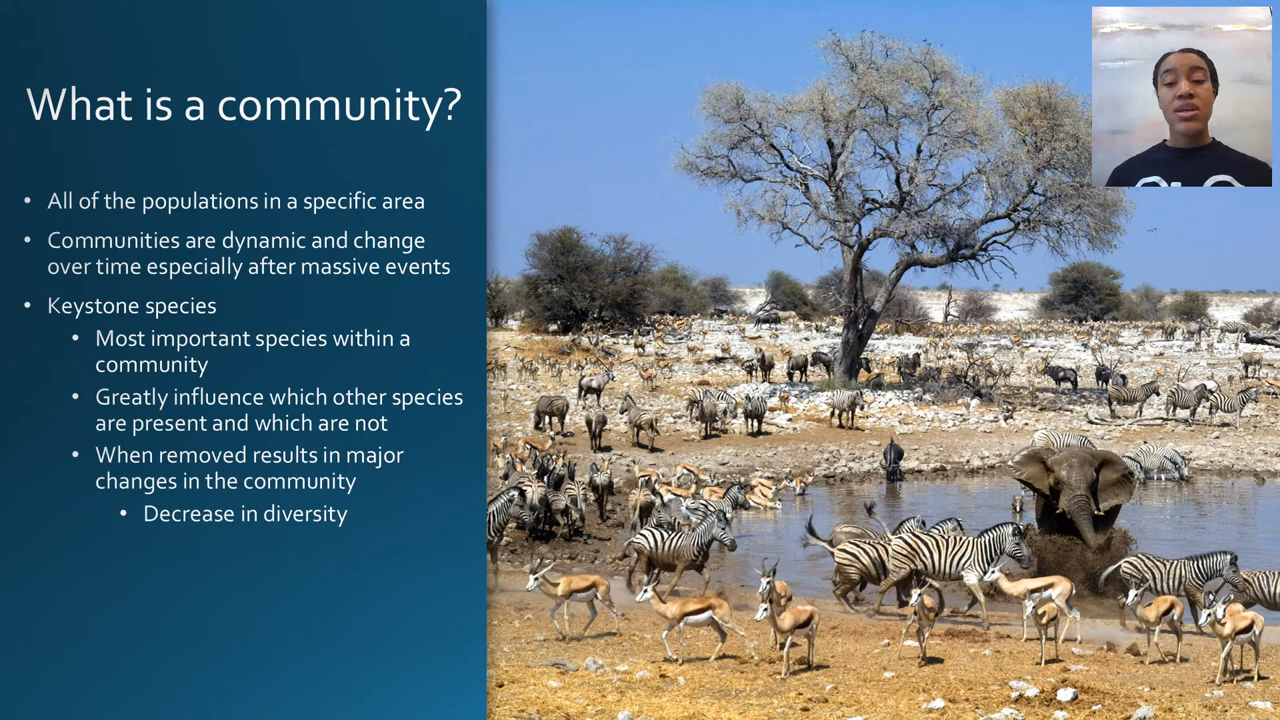 What is a community?
• All of the populations in a specific area
• Communities are dynamic and change
over time especially after massive events
• Keystone species
• Most important species within a
community
• Greatly influence which other species
are present and which are not
• When removed results in major
changes in the community
• Decrease in diversity